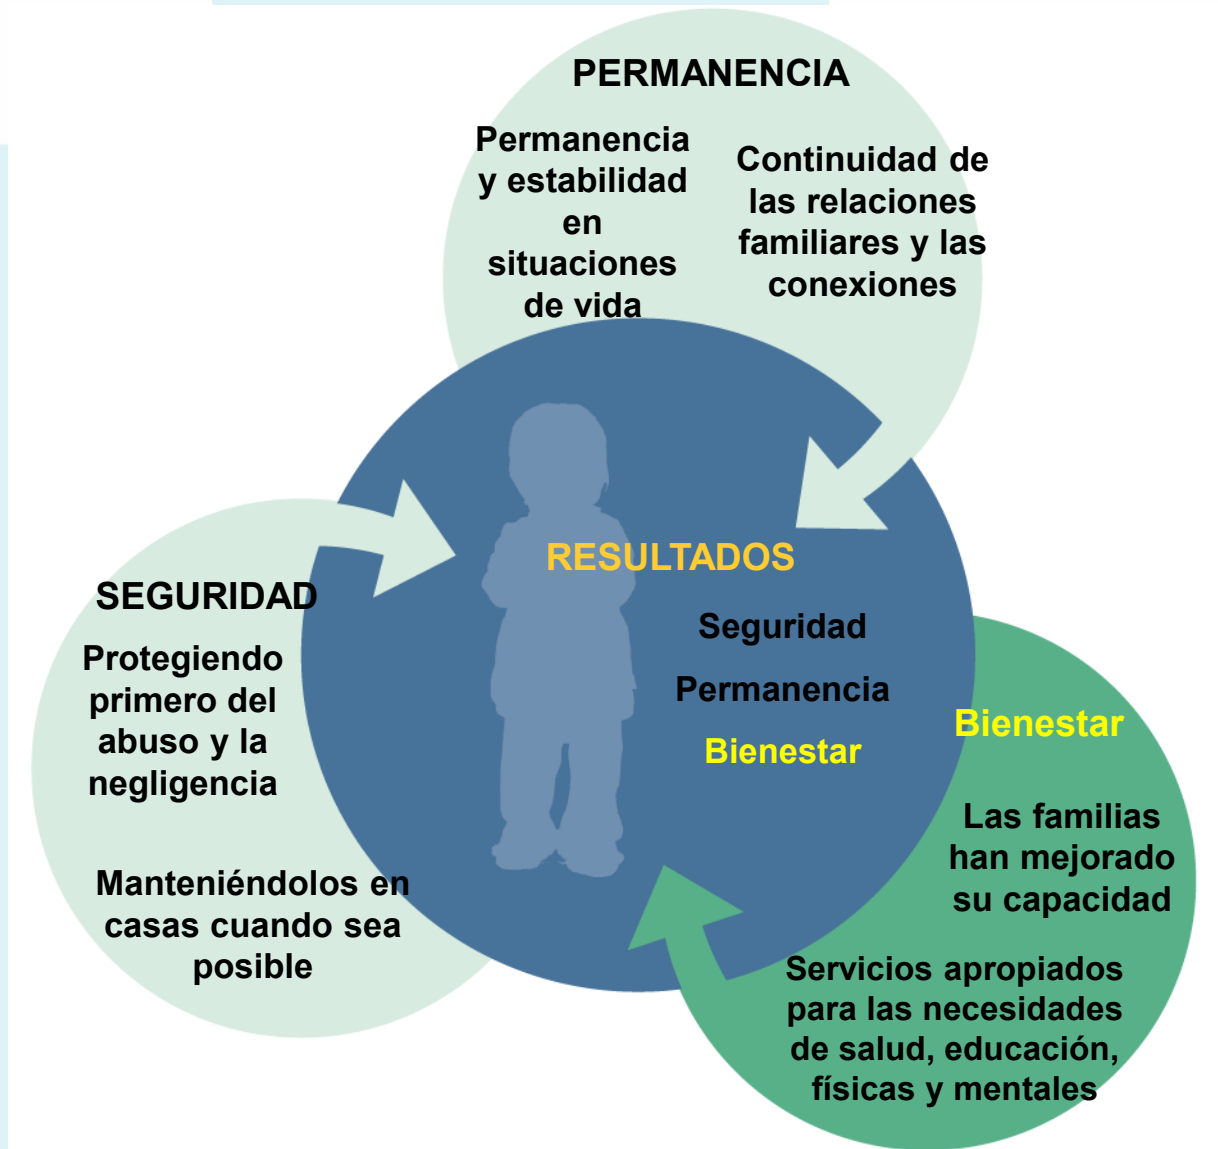 PERMANENCIA
Permanencia
y estabilidad
en
situaciones
de vida
Continuidad de
las relaciones
familiares y las
conexiones
SEGURIDAD
Protegiendo
primero del
abuso y la
negligencia
Manteniéndolos en
casas cuando sea
posible
RESULTADOS
Seguridad
Permanencia
Bienestar
Bienestar
Las familias
han mejorado
su capacidad
Servicios apropiados
para las necesidades
de salud, educación,
físicas y mentales